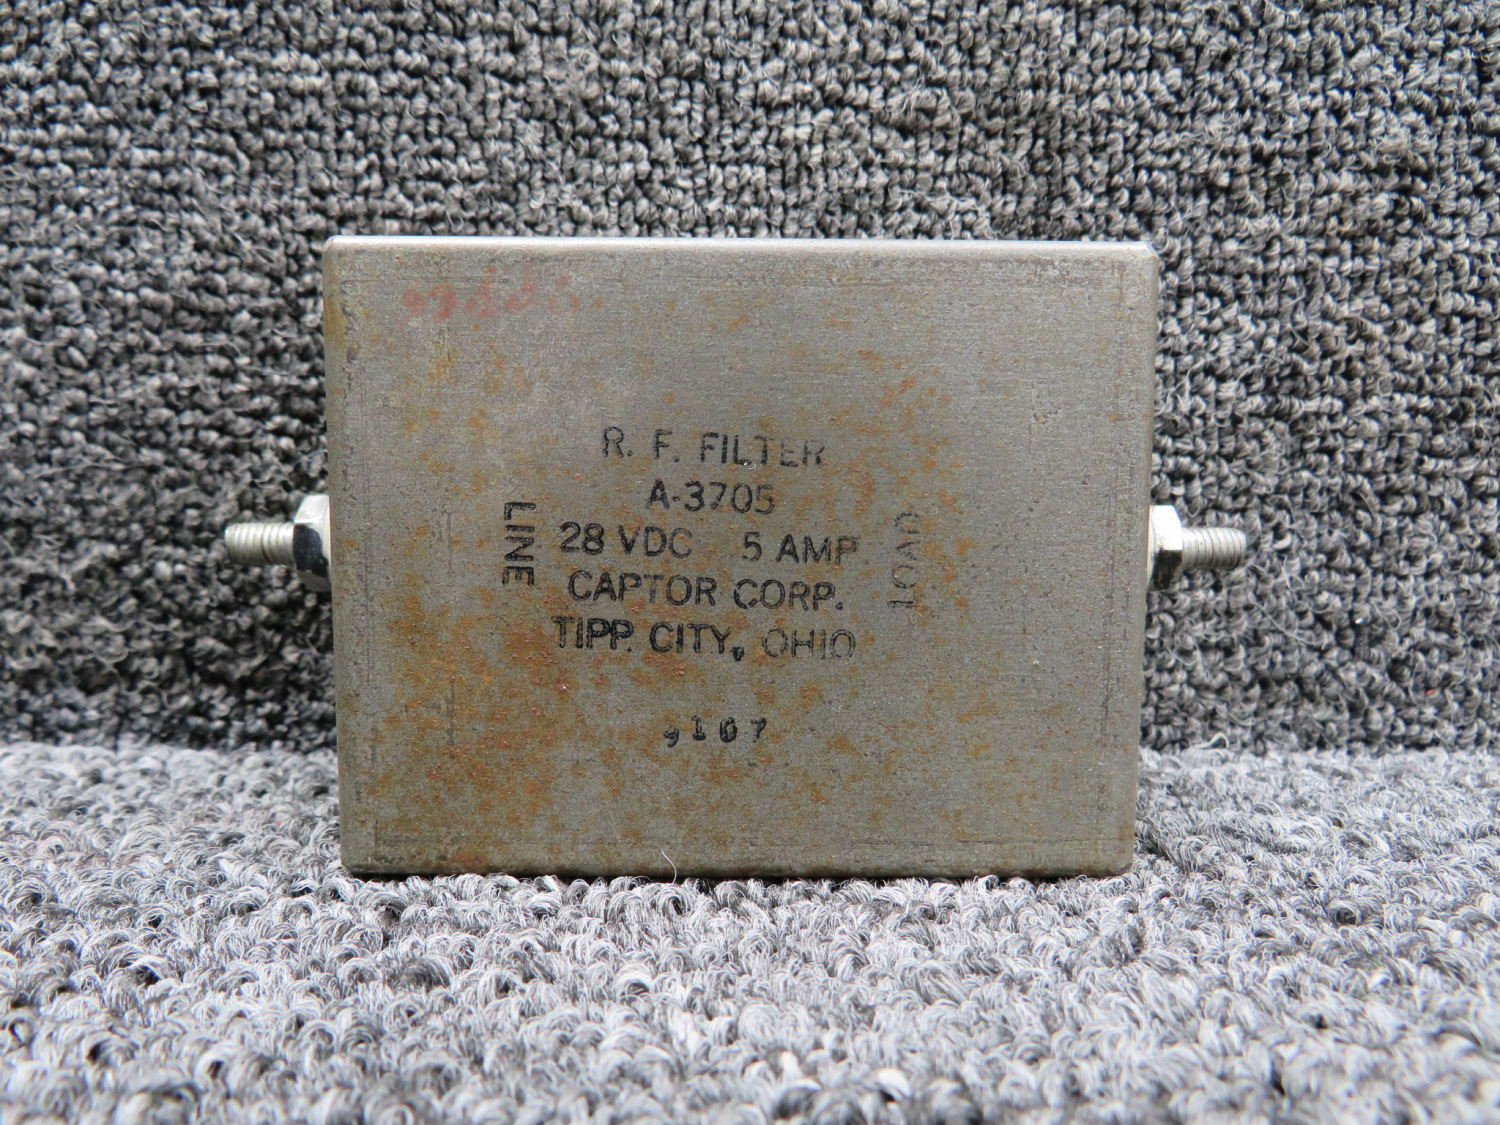 R. F. FILTER
A-3705
LINE
28 VDC 5 AMP
LOAD
CAPTOR CORP.
TIPP. CITY, OHIO
9107